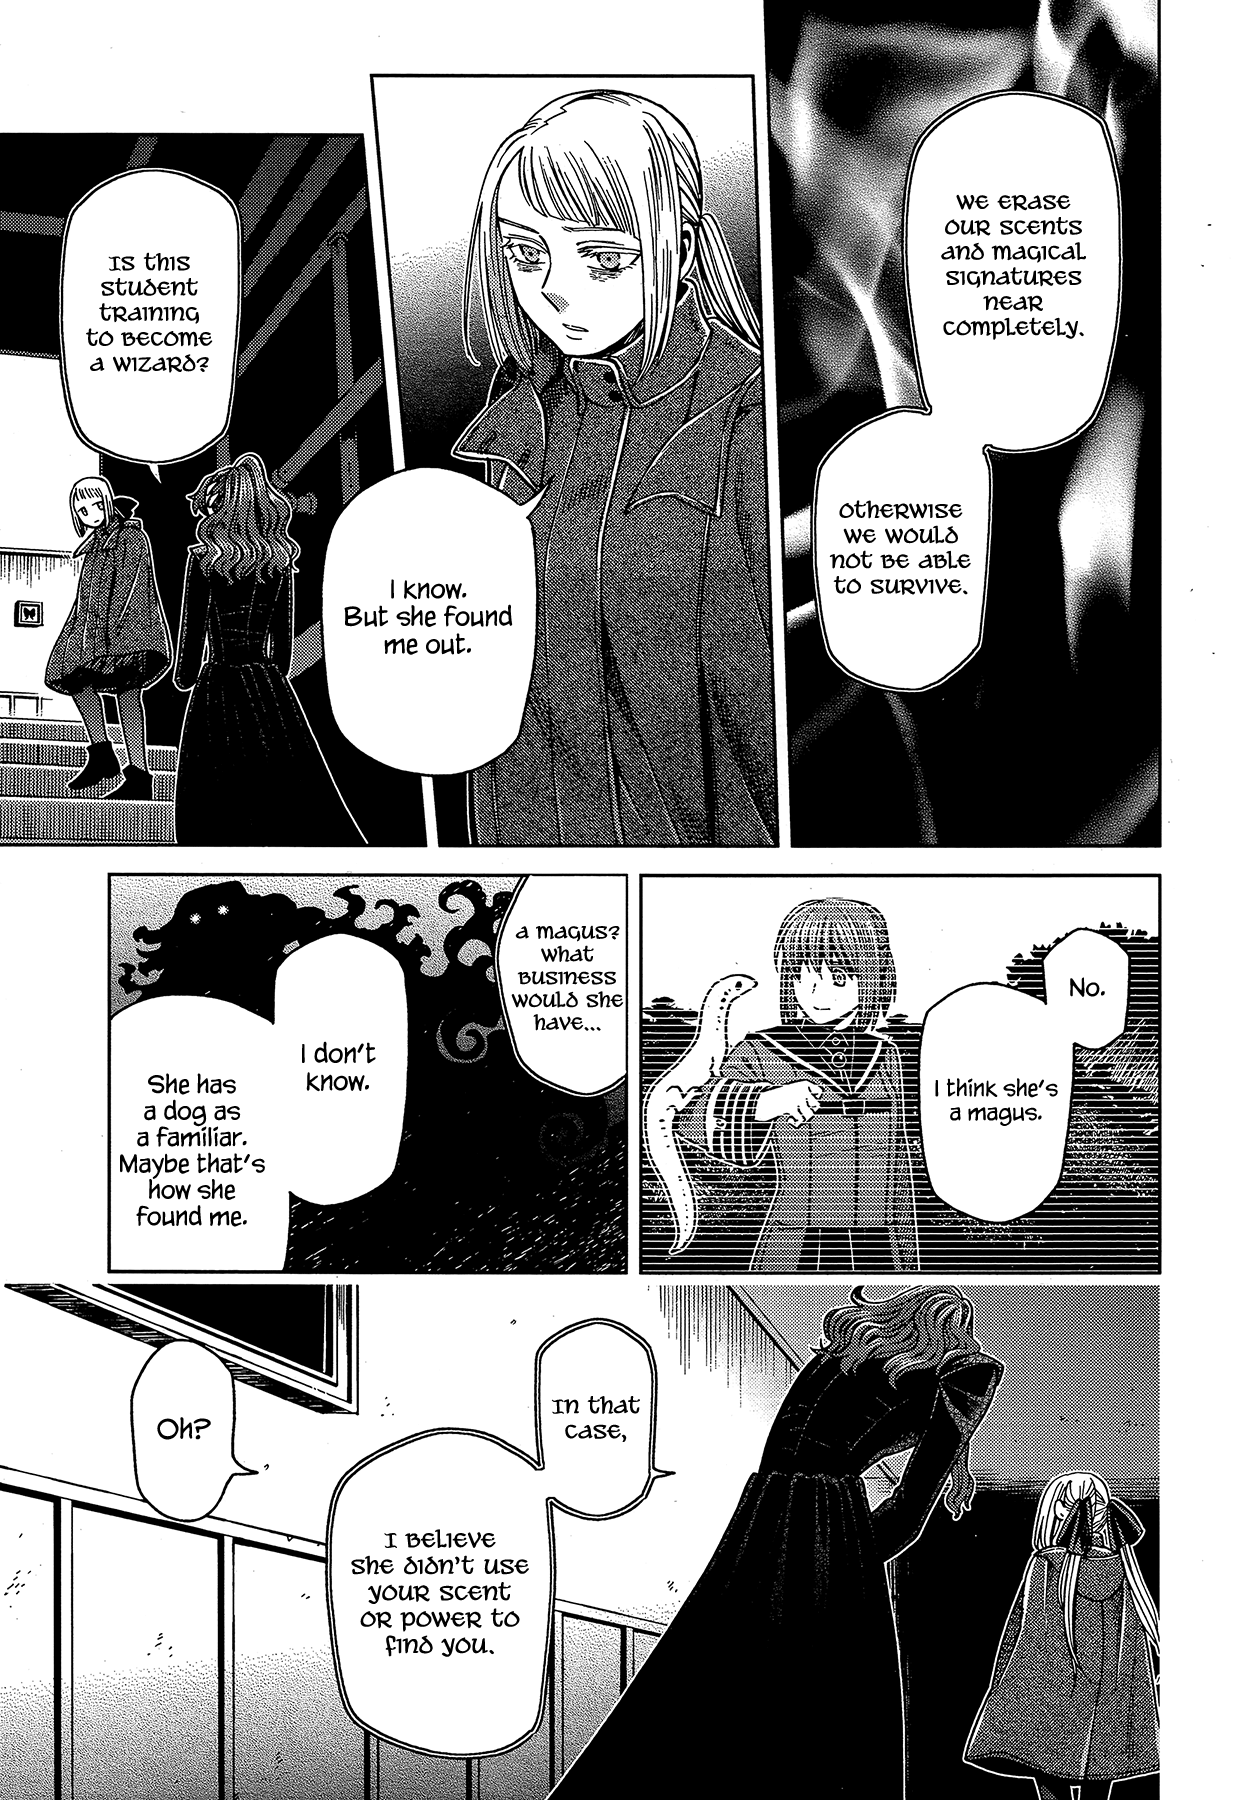 WE ERASE
OUR SCENTS
AND MAGICAL
SIGNATURES
NEAR
COMPLETELY.
OTHERWISE
WE WOULD
NOT BE ABLE
TO SURVIVE.
I know.
But she found
me out.
IS THIS
STUDENT
TRAINING
TO BECOME
A WIZARD?
No.
I think she's
a magus.
A MAGUS?
WHAT
BUSINESS
WOULD SHE
HAVE...
I don't
know.
She has
a dog as
a familiar.
Maybe that's
how she
found me.
IN THAT
CASE,
I BELIEVE
SHE DIDN'T USE
YOUR SCENT
OR POWER TO
FIND YOU.
Oh?